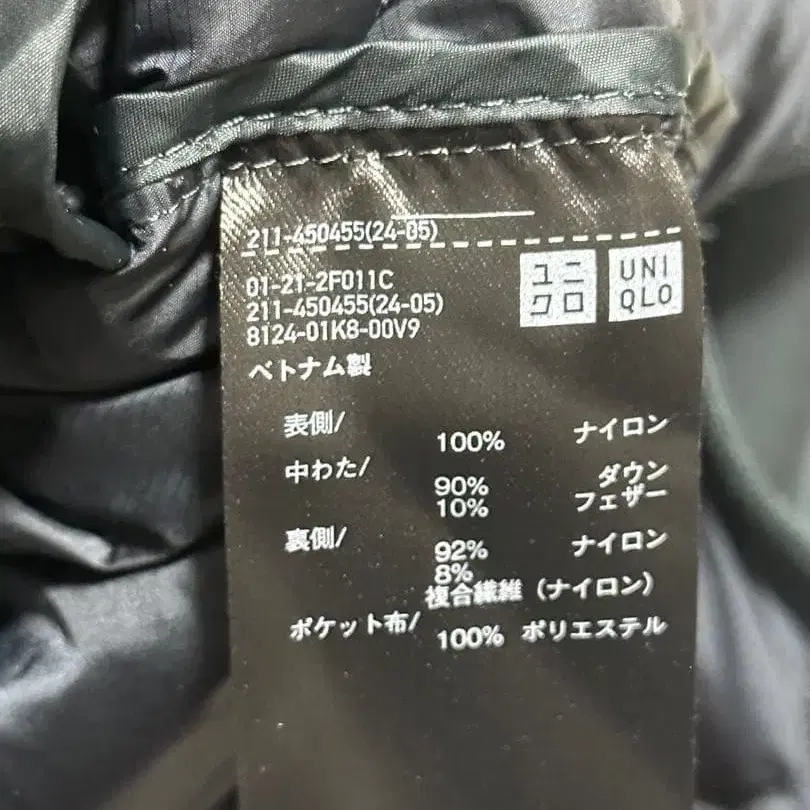 211-450455(24-05)
ユニ
クロ
UNI
QLO
01-21-2F011C
211-450455(24-05)
8124-01K8-00V9
ベトナム製
表側/ 100% ナイロン
中わた/ 90% ダウン
10% フェザー
裏側/ 92% ナイロン
8%
複合繊維(ナイロン)
ポケット布/ 100% ポリエステル